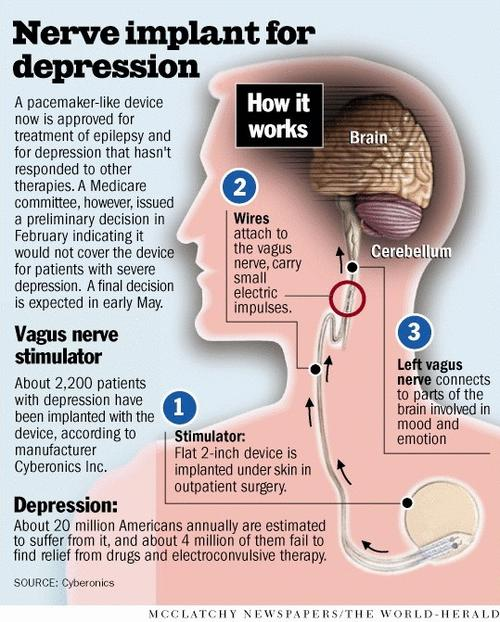 Nerve implant for
depression
A pacemaker-like device
now is approved for
treatment of epilepsy and
for depression that hasn't
responded to other
therapies. A Medicare
committee, however, issued
a preliminary decision in
February indicating it
would not cover the device
for patients with severe
depression. A final decision
is expected in early May.
Vagus nerve
stimulator
About 2,200 patients
with depression have
been implanted with the
device, according to
manufacturer
Cyberonics Inc.
How it
works
Brain
Cerebellum
1
Stimulator:
Flat 2-inch device is
implanted under skin in
outpatient surgery.
2
Wires
attach to
the vagus
nerve, carry
small
electric
impulses.
3
Left vagus
nerve connects
to parts of the
brain involved in
mood and
emotion
Depression:
About 20 million Americans annually are estimated
to suffer from it, and about 4 million of them fail to
find relief from drugs and electroconvulsive therapy.
SOURCE: Cyberonics
MCCLATCHY NEWSPAPERS/THE WORLD-HERALD